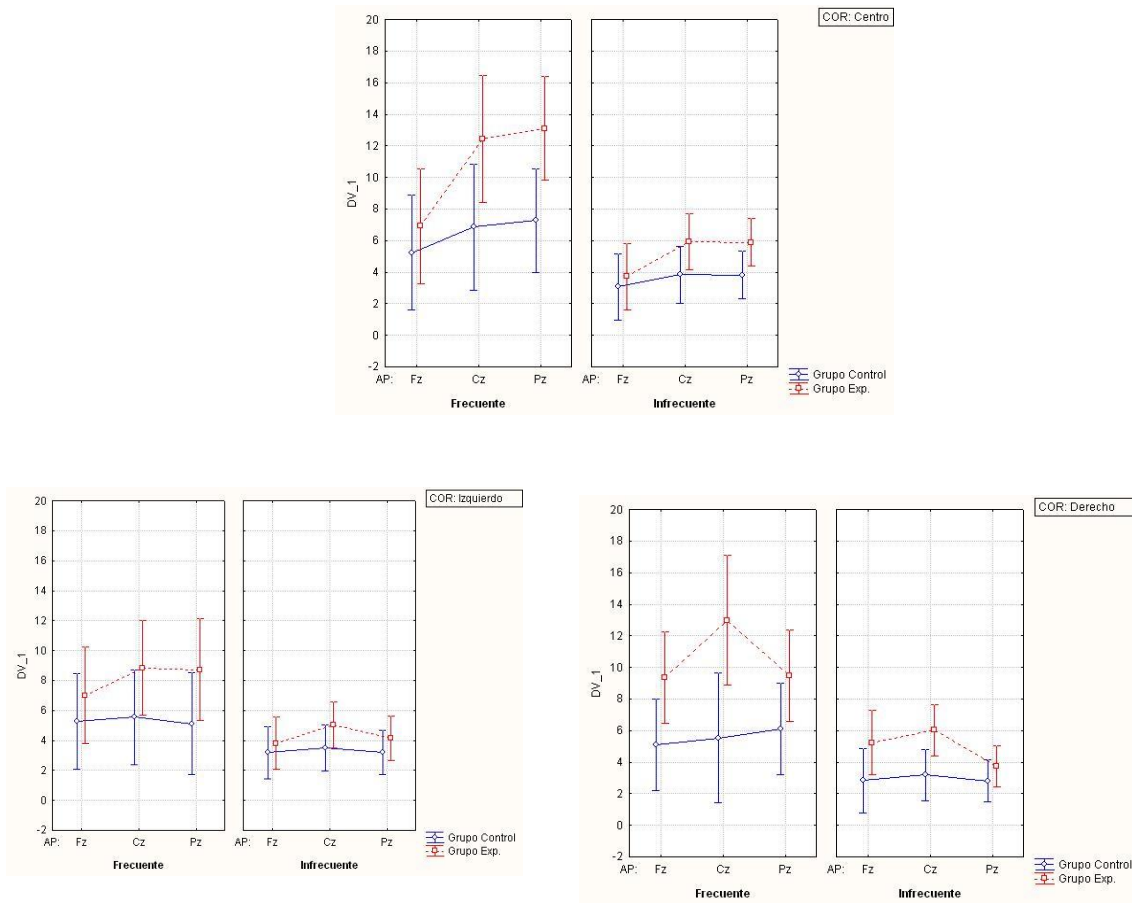 COR: Centro
20
18
16
14
12
10
8
6
4
2
0
-2
DV_1
AP: Fz Cz Pz Fz Cz Pz
Frecuente Infrecuente
Grupo Control
Grupo Exp.
COR: Izquierdo
20
18
16
14
12
10
8
6
4
2
0
-2
DV_1
AP: Fz Cz Pz AP: Fz Cz Pz
Frecuente Infrecuente
Grupo Control
Grupo Exp.
COR: Derecho
20
18
16
14
12
10
8
6
4
2
0
-2
DV_1
AP: Fz Cz Pz Fz Cz Pz
Frecuente Infrecuente
Grupo Control
Grupo Exp.